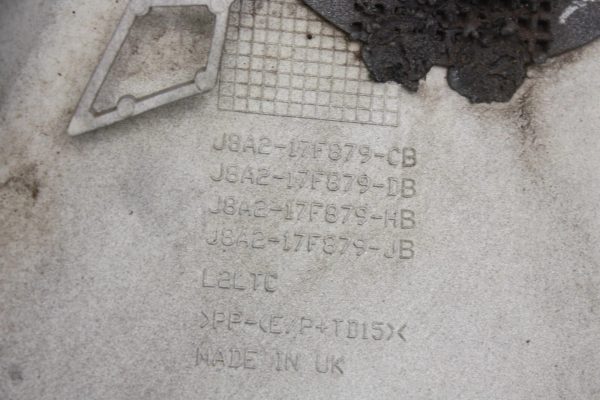 J8A2-17F879-CB
J8A2-17F879-DB
J8A2-17F879-HB
J8A2-17F879-JB
L2LTC
>PP-(E/P+TD15)<
MADE IN UK